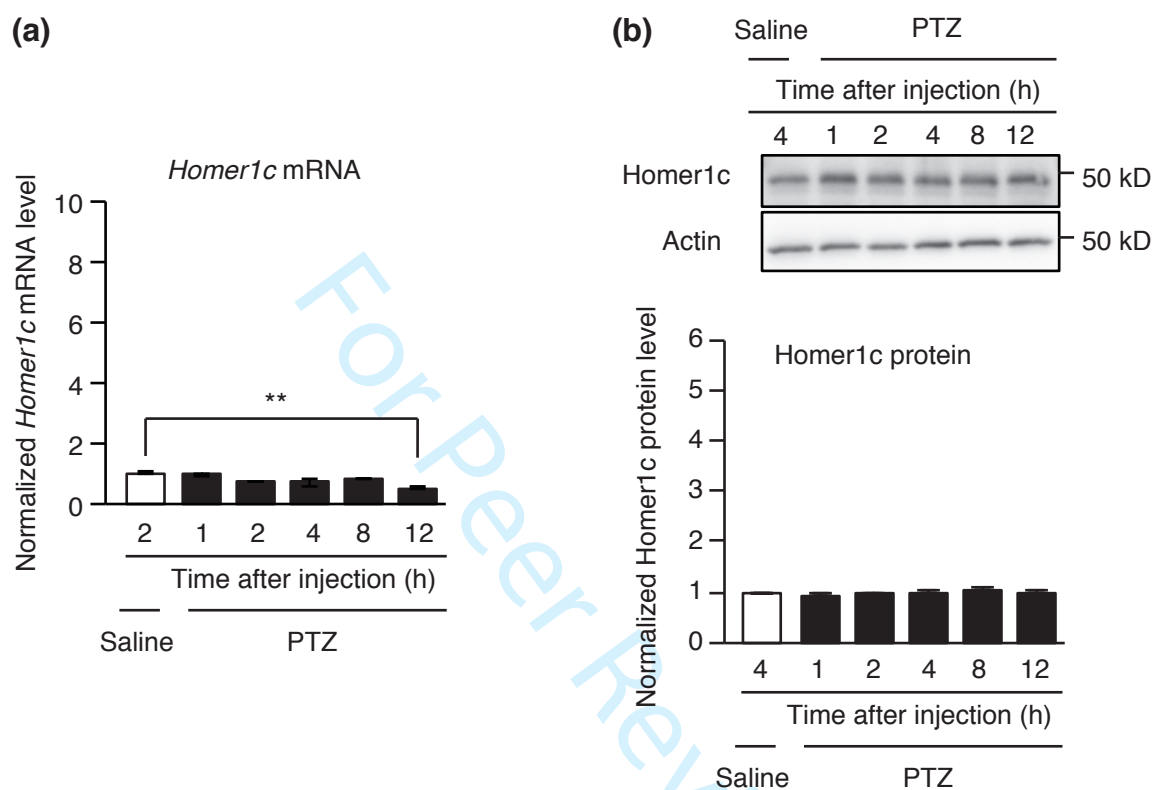 (a)
Homer1c mRNA
Normalized Homer1c mRNA level
10
8
6
4
2
0
**
2 1 2 4 8 12
Time after injection (h)
Saline PTZ
(b)
Saline PTZ
Time after injection (h)
4 1 2 4 8 12
Homer1c 50 kD
Actin 50 kD
Homer1c protein
Normalized Homer1c protein level
6
5
4
3
2
1
0
4 1 2 4 8 12
Time after injection (h)
Saline PTZ
For Peer Rev